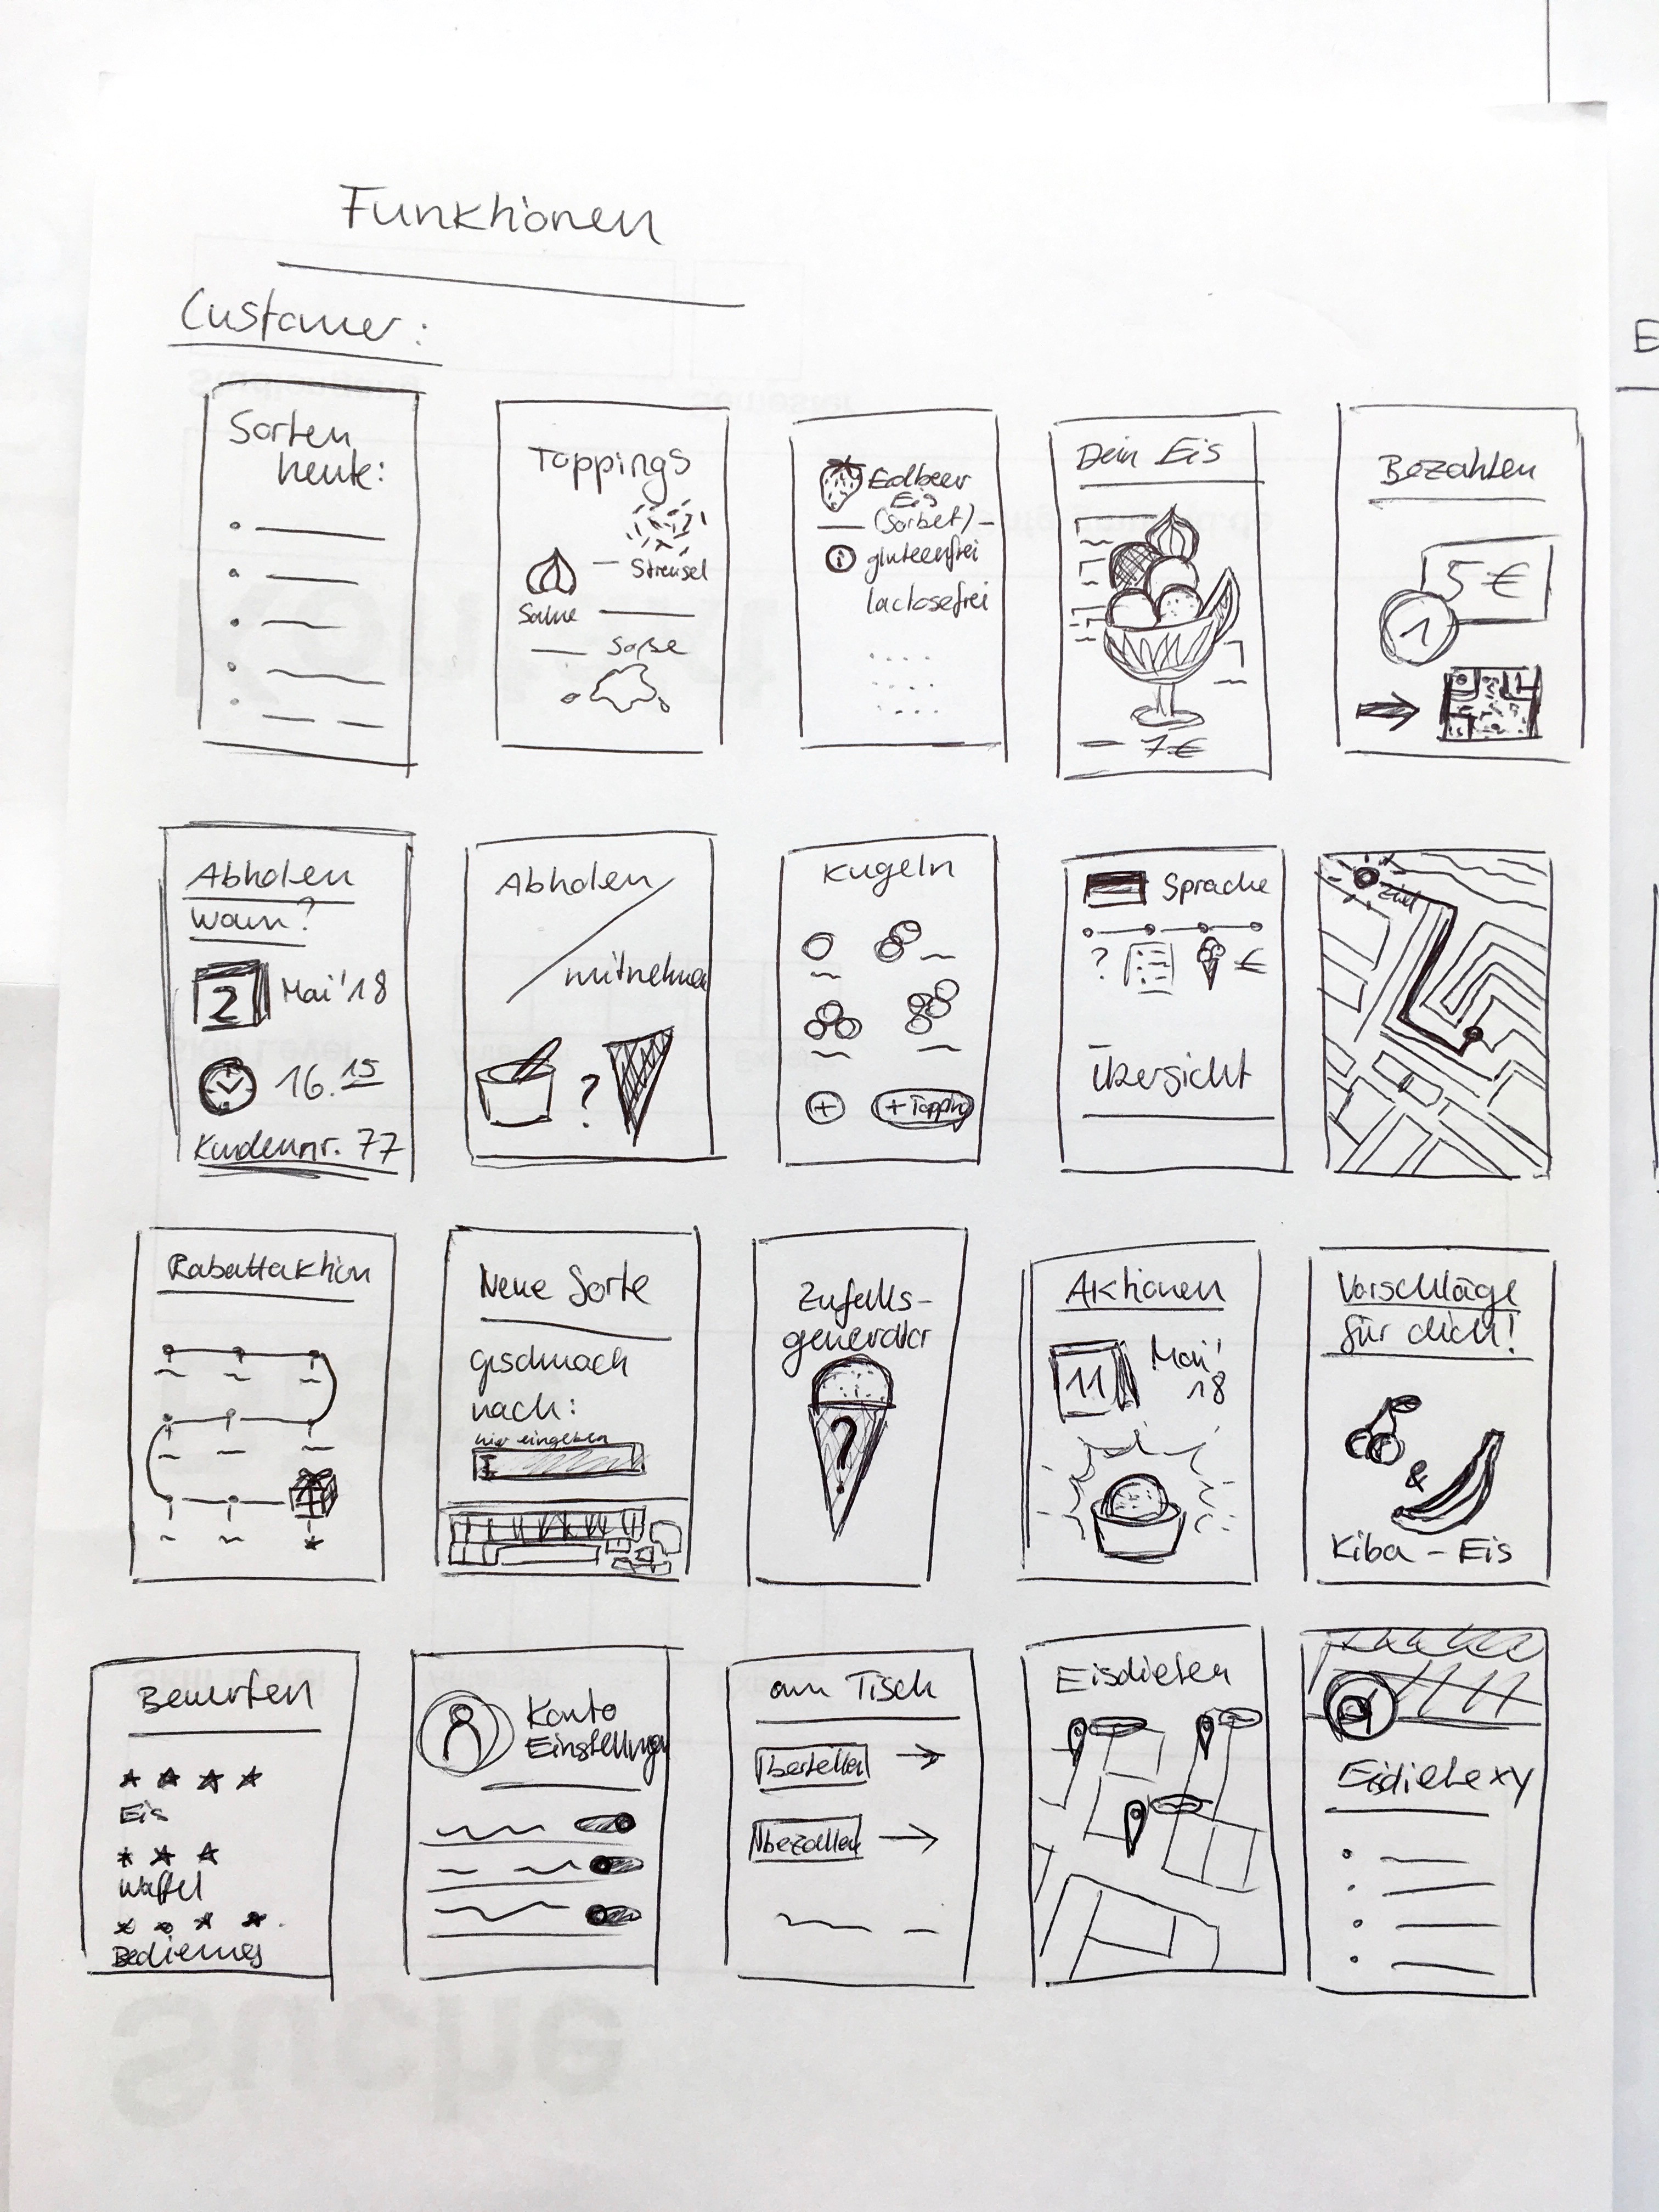 Funktionen
Customer:
Sorten
heute:
Toppings
Streusel
Sahne
Soße
Erdbeer
Eis
(Sorbet)
i
glutenfrei
lactosefrei
Dein Eis
7€
Bezahlen
5 €
1
Abholen
wann?
2 Mai '18
16.15
Kundennr. 77
Abholen /
mitnehmen
?
Kugeln
+ + Topping
Sprache
? €
Übersicht
Ziel
Rabattaktion
Neue Sorte
geschmack
nach:
hier eingeben
Zufalls-
generator
?
Aktionen
11 Mai'
18
Vorschläge
für dich!
&
Kiba - Eis
Bewerten
Eis
Waffel
Bedienung
Konto
Einstellungen
am Tisch
bestellen
bezahlen
Eisdielen
Eisdiele xy
E